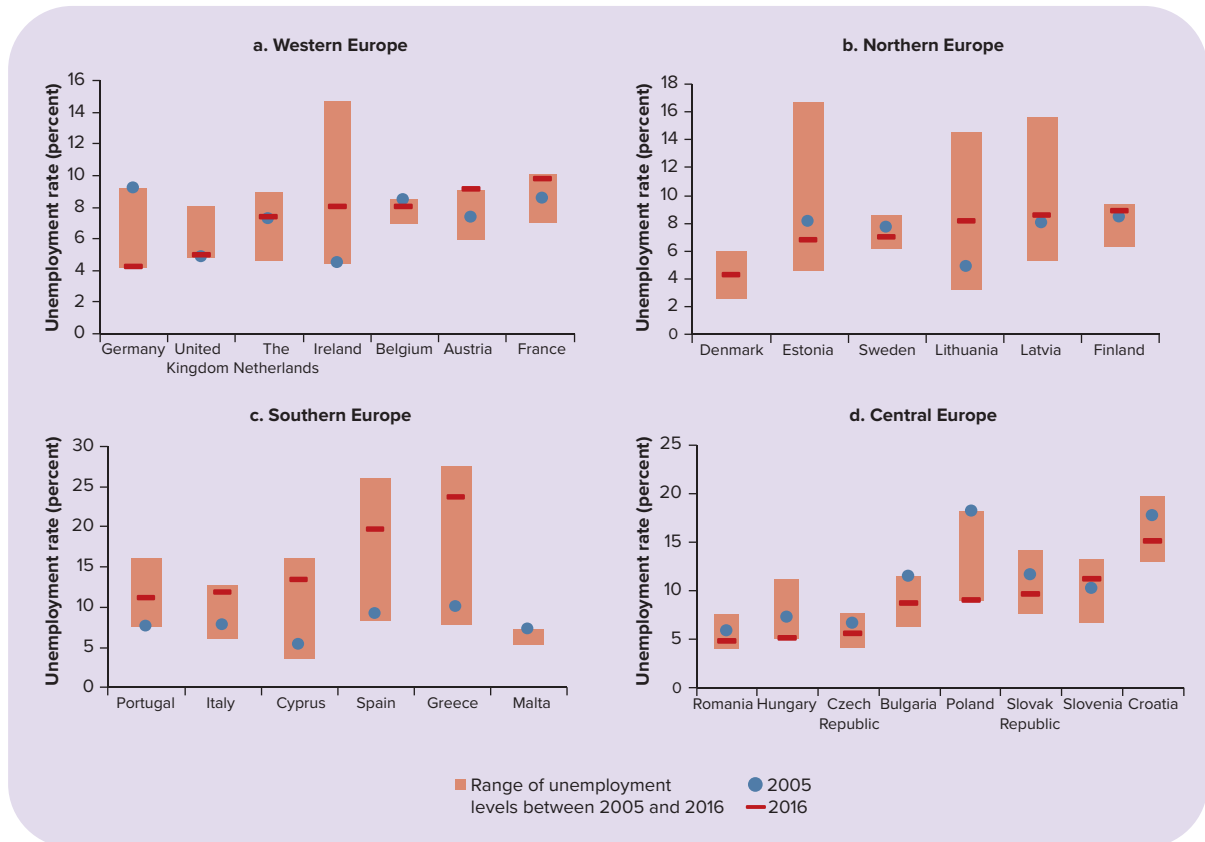 a. Western Europe
Unemployment rate (percent)
16
14
12
10
8
6
4
2
0
Germany United The Ireland Belgium Austria France
Kingdom Netherlands
b. Northern Europe
Unemployment rate (percent)
18
16
14
12
10
8
6
4
2
0
Denmark Estonia Sweden Lithuania Latvia Finland
c. Southern Europe
Unemployment rate (percent)
30
25
20
15
10
5
0
Portugal Italy Cyprus Spain Greece Malta
d. Central Europe
Unemployment rate (percent)
25
20
15
10
5
0
Romania Hungary Czech Bulgaria Poland Slovak Slovenia Croatia
Republic Republic
Range of unemployment
levels between 2005 and 2016
2005
2016